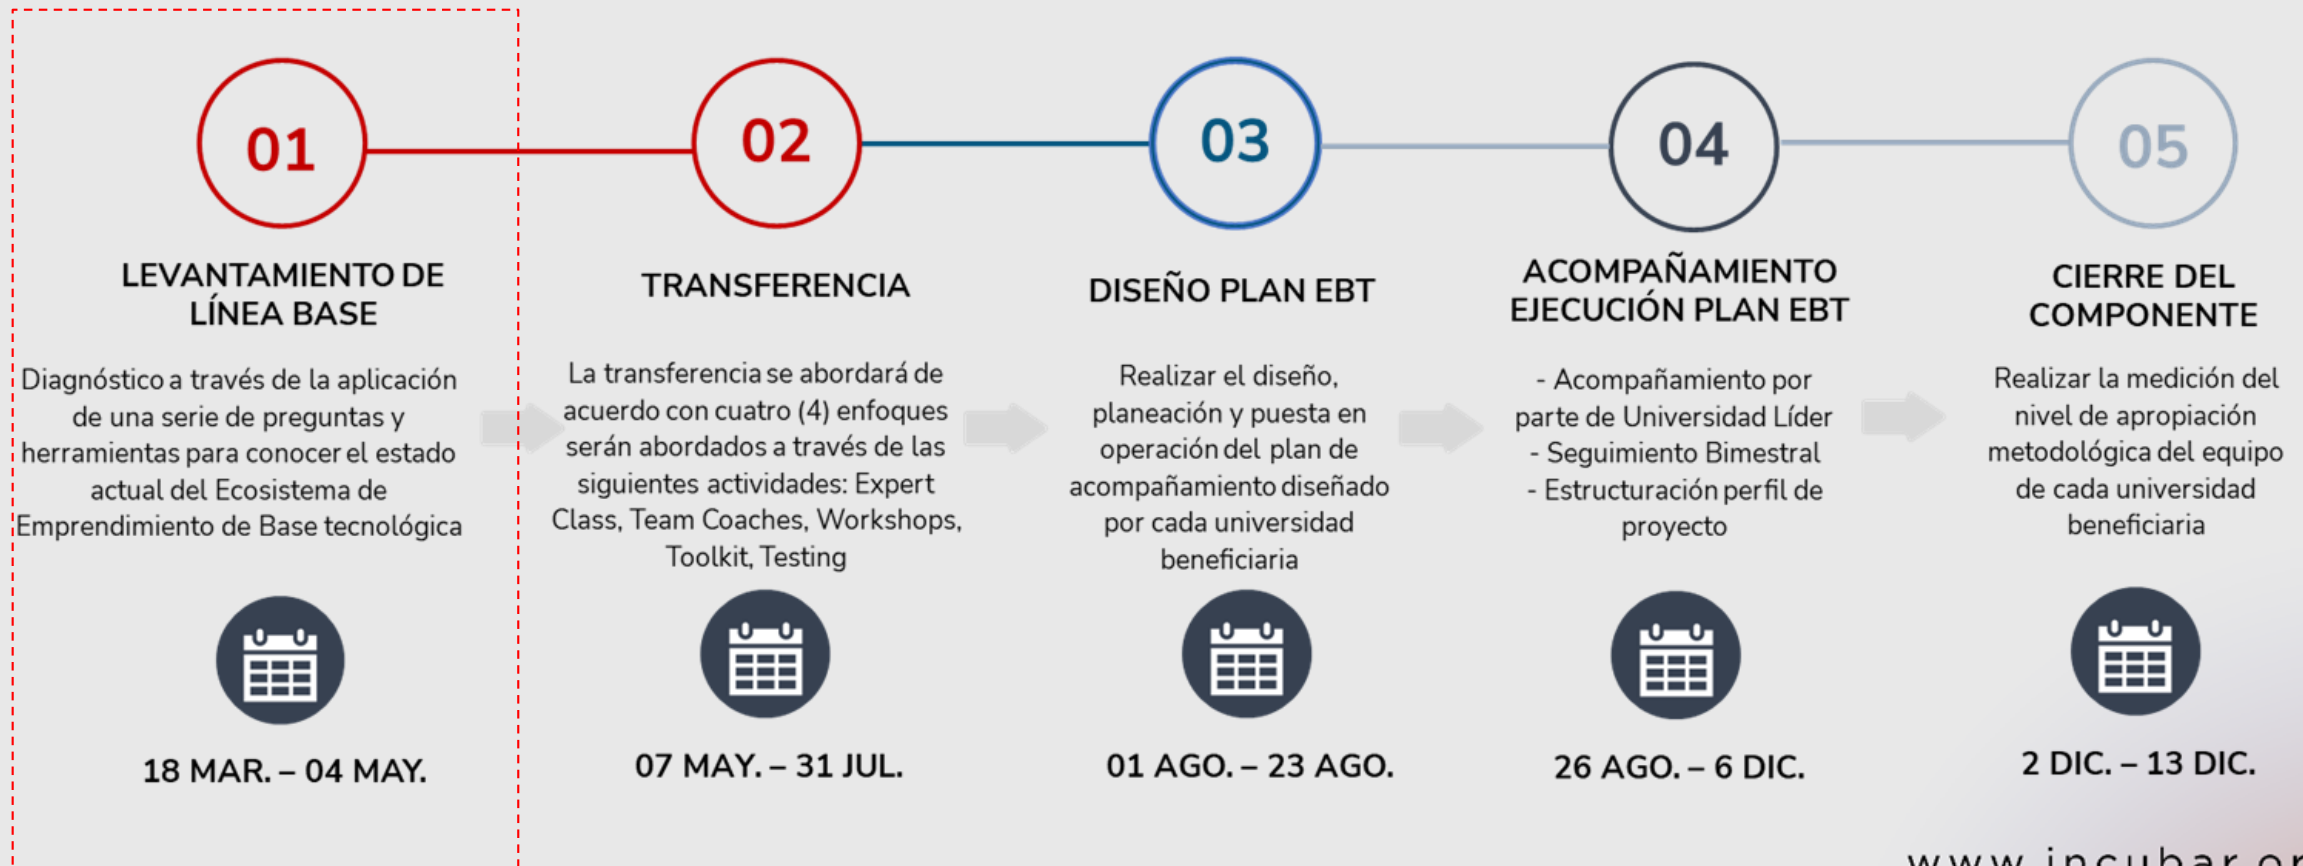 01
LEVANTAMIENTO DE
LÍNEA BASE
Diagnóstico a través de la aplicación
de una serie de preguntas y
herramientas para conocer el estado
actual del Ecosistema de
Emprendimiento de Base tecnológica
18 MAR. – 04 MAY.
02
TRANSFERENCIA
La transferencia se abordará de
acuerdo con cuatro (4) enfoques
serán abordados a través de las
siguientes actividades: Expert
Class, Team Coaches, Workshops,
Toolkit, Testing
07 MAY. – 31 JUL.
03
DISEÑO PLAN EBT
Realizar el diseño,
planeación y puesta en
operación del plan de
acompañamiento diseñado
por cada universidad
beneficiaria
01 AGO. – 23 AGO.
04
ACOMPAÑAMIENTO
EJECUCIÓN PLAN EBT
- Acompañamiento por
parte de Universidad Líder
- Seguimiento Bimestral
- Estructuración perfil de
proyecto
26 AGO. – 6 DIC.
05
CIERRE DEL
COMPONENTE
Realizar la medición del
nivel de apropiación
metodológica del equipo
de cada universidad
beneficiaria
2 DIC. – 13 DIC.
www.incubar.or